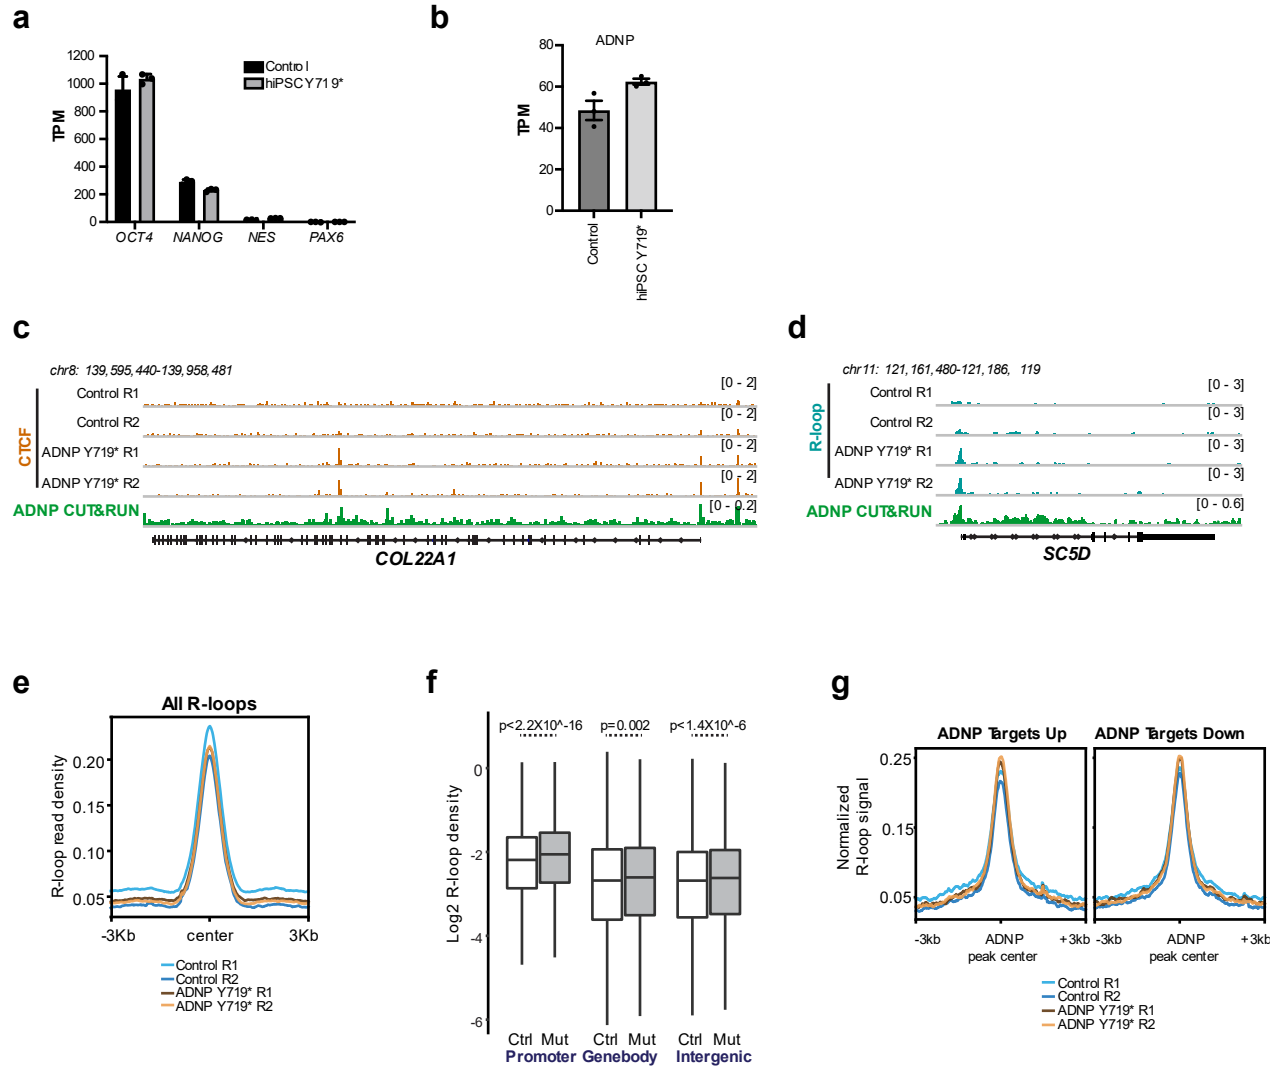 a
1200
1000
800
600
400
200
0
TPM
Control
hiPSC Y719*
OCT4 NANOG NES PAX6
b
ADNP
80
60
40
20
0
TPM
Control
hiPSC Y719*
c
chr8: 139,595,440-139,958,481
CTCF
Control R1 [0 - 2]
Control R2 [0 - 2]
ADNP Y719* R1 [0 - 2]
ADNP Y719* R2 [0 - 2]
ADNP CUT&RUN [0 - 0.2]
COL22A1
d
chr11: 121,161,480-121,186, 119
R-loop
Control R1 [0 - 3]
Control R2 [0 - 3]
ADNP Y719* R1 [0 - 3]
ADNP Y719* R2 [0 - 3]
ADNP CUT&RUN [0 - 0.6]
SC5D
e
All R-loops
R-loop read density
0.20
0.15
0.10
0.05
-3Kb center 3Kb
Control R1
Control R2
ADNP Y719* R1
ADNP Y719* R2
f
p<2.2X10^-16 p=0.002 p<1.4X10^-6
Log2 R-loop density
0
-2
-4
-6
Ctrl Mut Ctrl Mut Ctrl Mut
Promoter Genebody Intergenic
g
ADNP Targets Up ADNP Targets Down
Normalized
R-loop signal
0.25
0.15
0.05
-3kb ADNP +3kb -3kb ADNP +3kb
peak center peak center
Control R1
Control R2
ADNP Y719* R1
ADNP Y719* R2